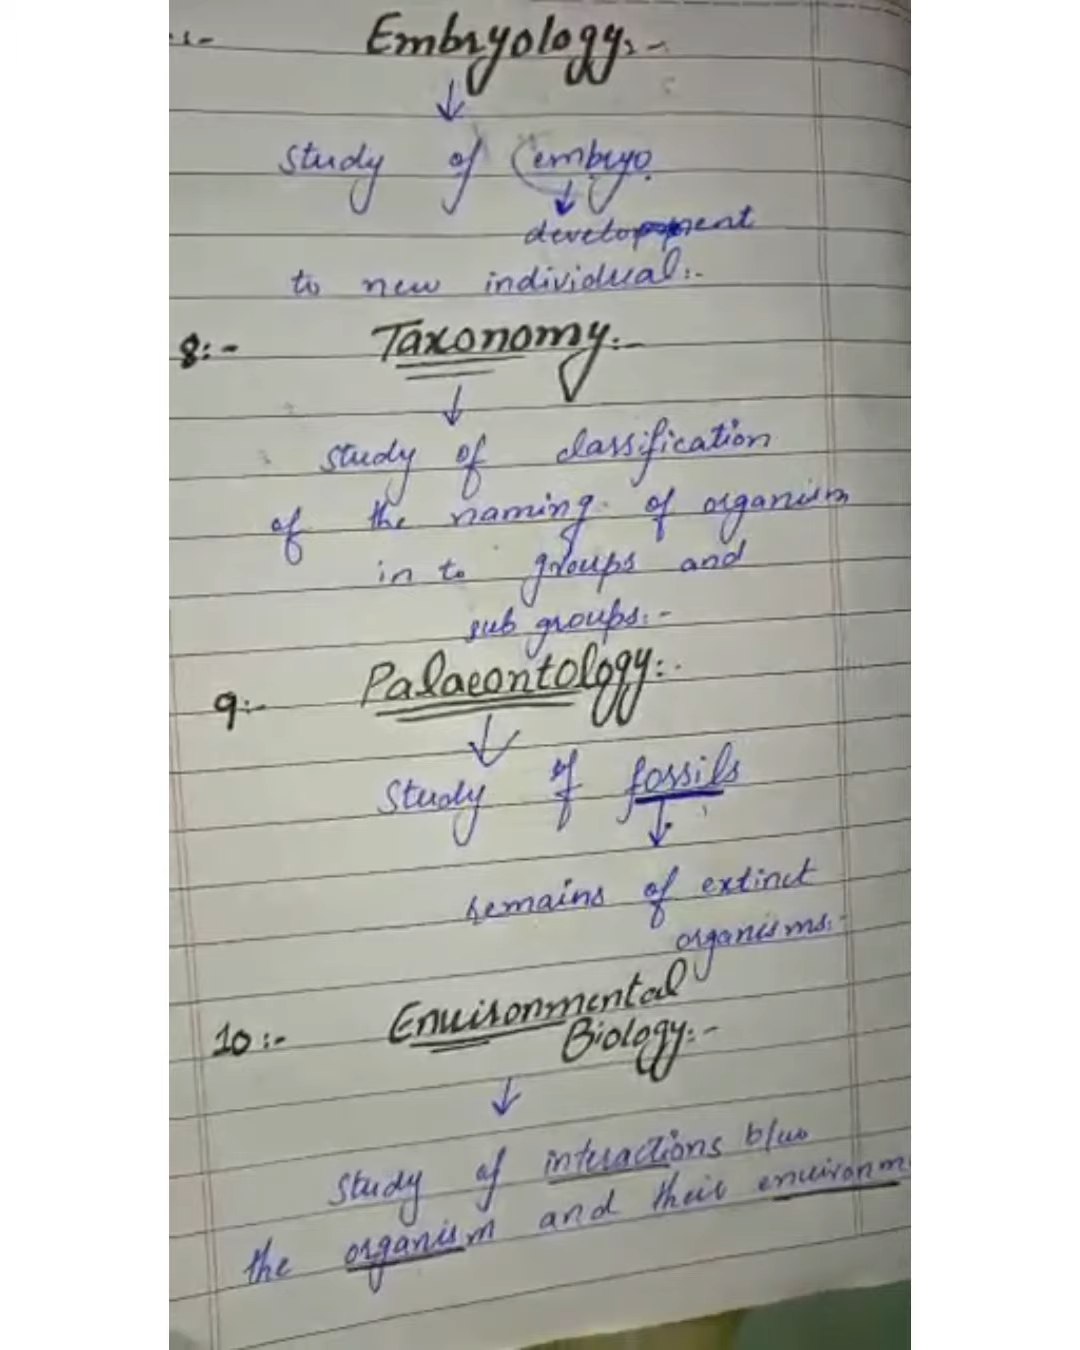 :- Embryology:-
study of embryo.
development
to new individual:-
8:- Taxonomy:-
study of classification
of the naming. of organism
in to groups and
sub groups:-
9:- Palaeontology:-
Study of fossils
remains of extinct
organisms:-
10:- Environmental
Biology:-
study of interactions b/w
the organism and their environm